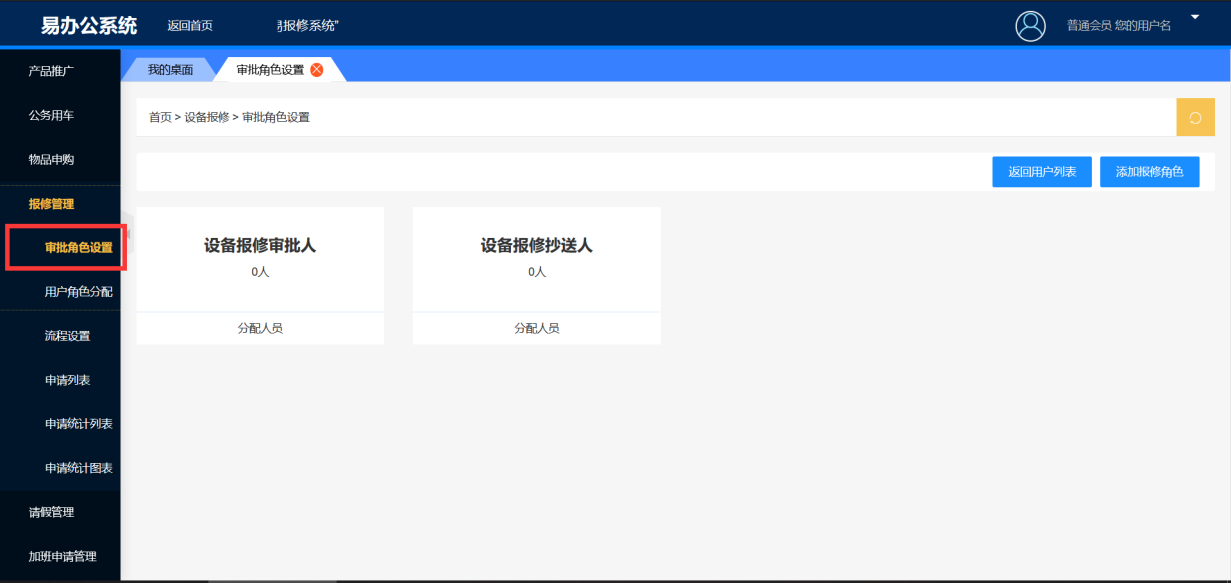 易办公系统 返回首页 易报修系统” 普通会员 您的用户名
我的桌面 审批角色设置
首页 > 设备报修 > 审批角色设置
返回用户列表 添加报修角色
设备报修审批人
0人
分配人员
设备报修抄送人
0人
分配人员
产品推广
公务用车
物品申购
报修管理
审批角色设置
用户角色分配
流程设置
申请列表
申请统计列表
申请统计图表
请假管理
加班申请管理